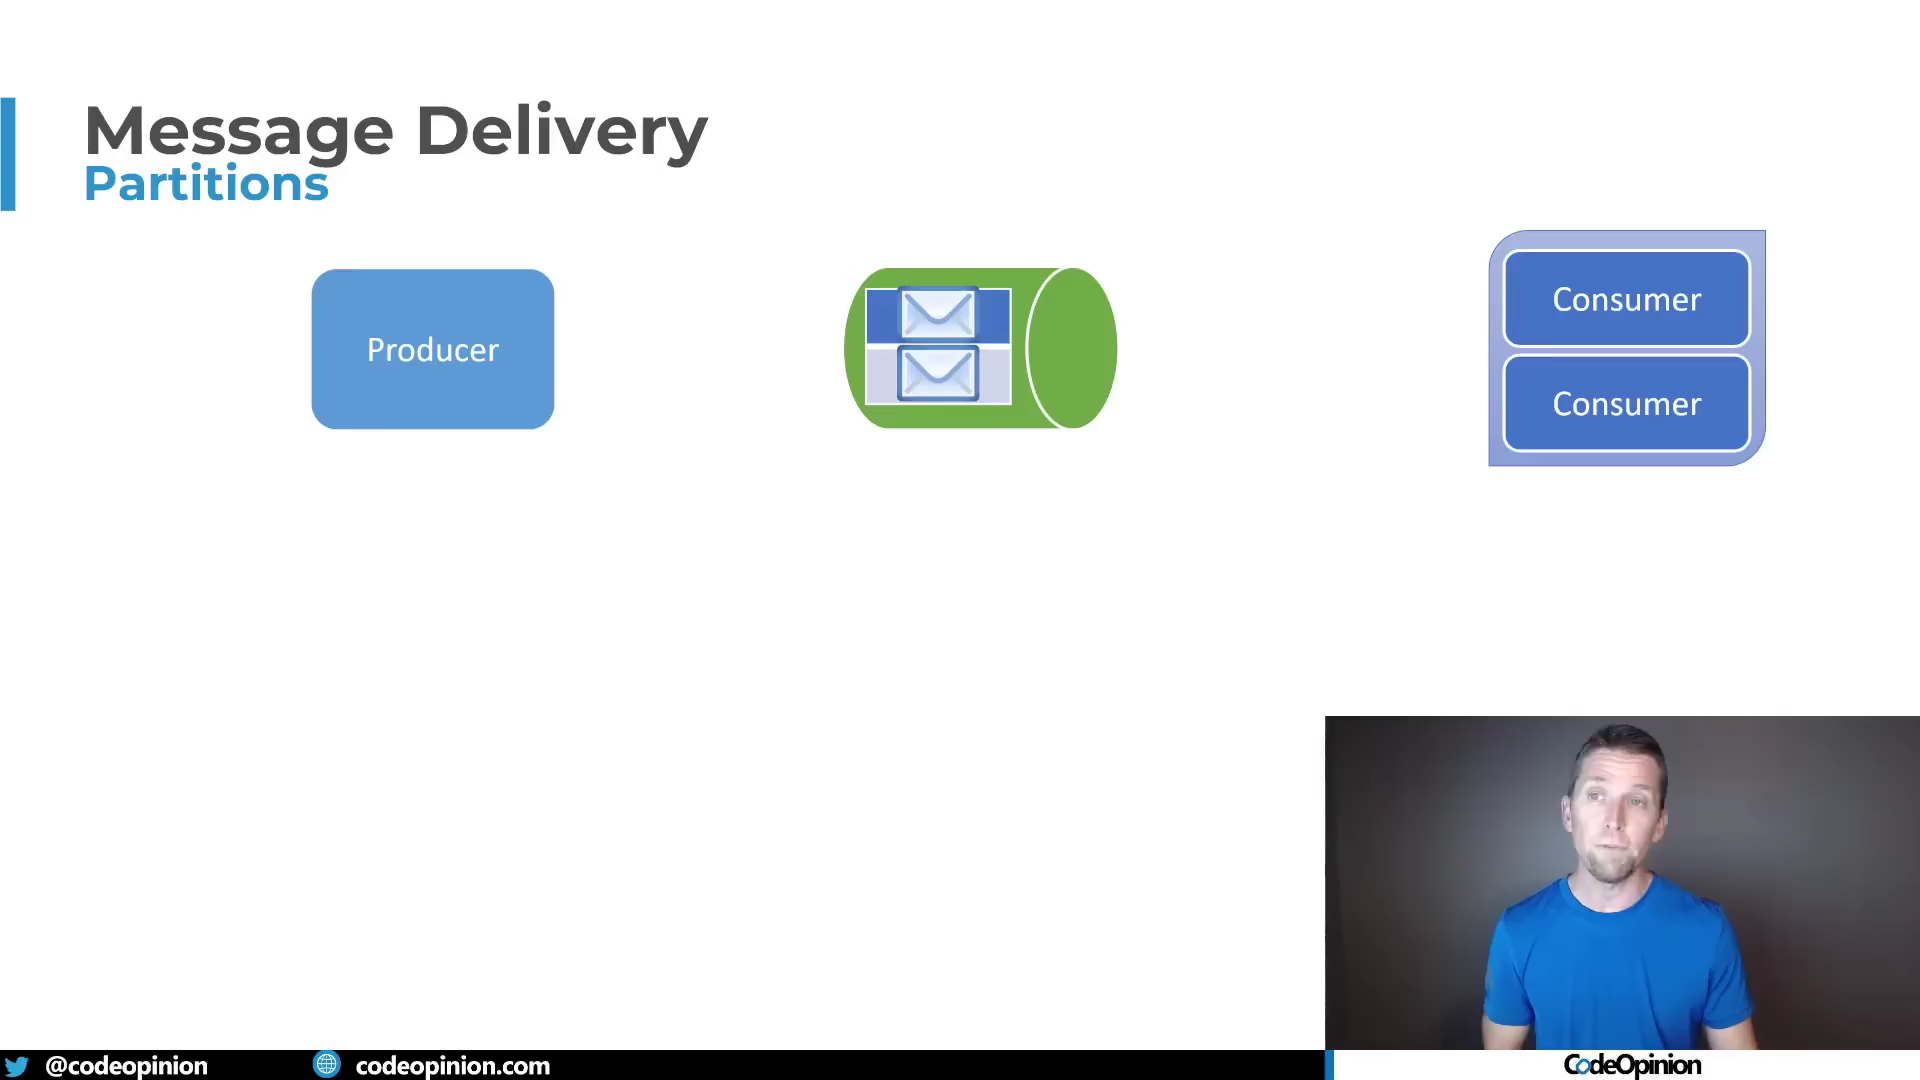 Message Delivery
Partitions
Producer
Consumer
Consumer
@codeopinion
codeopinion.com
CodeOpinion